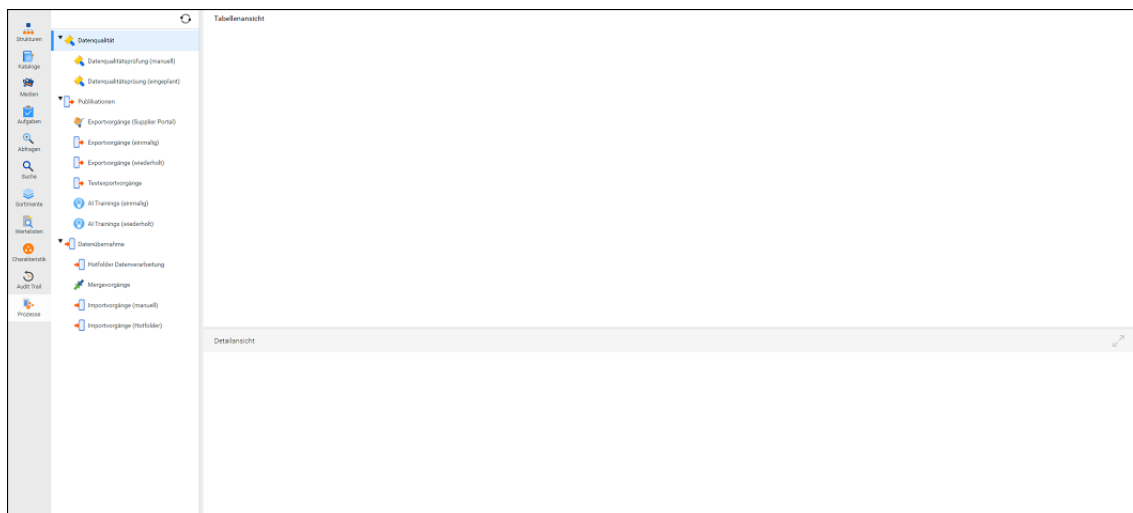 Strukturen
Kataloge
Medien
Aufgaben
Abfragen
Suche
Sortimente
Wertelisten
Charakteristik
Audit Trail
Prozesse
Datenqualität
Datenqualitätsprüfung (manuell)
Datenqualitätsprüung (eingeplant)
Publikationen
Exportvorgänge (Supplier Portal)
Exportvorgänge (einmalig)
Exportvorgänge (wiederholt)
Testexportvorgänge
AI Trainings (einmalig)
AI Trainings (wiederholt)
Datenübernahme
Hotfolder Datenverarbeitung
Mergevorgänge
Importvorgänge (manuell)
Importvorgänge (Hotfolder)
Tabellenansicht
Detailansicht